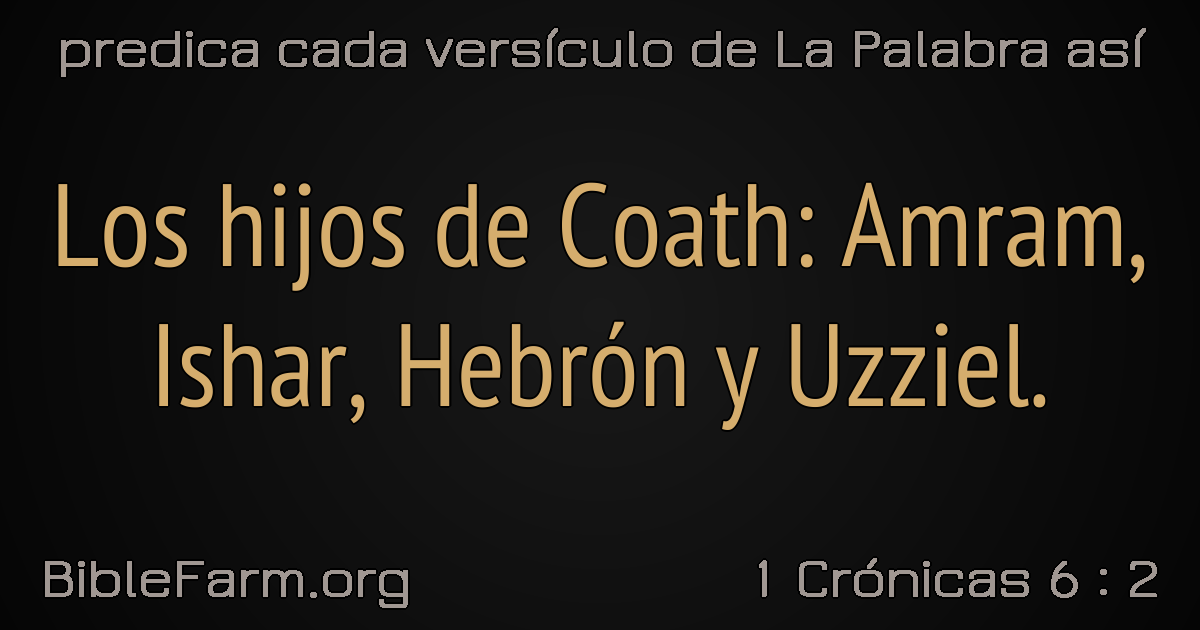 predica cada versículo de La Palabra así
Los hijos de Coath: Amram,
Ishar, Hebrón y Uzziel.
BibleFarm.org
1 Crónicas 6 : 2